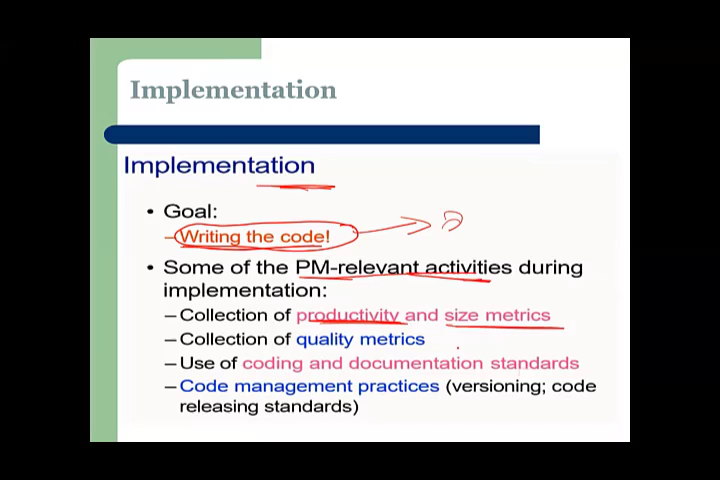 Implementation
Implementation
• Goal:
–Writing the code!
• Some of the PM-relevant activities during
implementation:
–Collection of productivity and size metrics
–Collection of quality metrics
–Use of coding and documentation standards
–Code management practices (versioning; code
releasing standards)